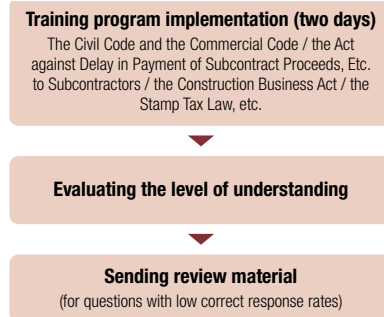 Training program implementation (two days)
The Civil Code and the Commercial Code / the Act
against Delay in Payment of Subcontract Proceeds, Etc.
to Subcontractors / the Construction Business Act / the
Stamp Tax Law, etc.
Evaluating the level of understanding
Sending review material
(for questions with low correct response rates)